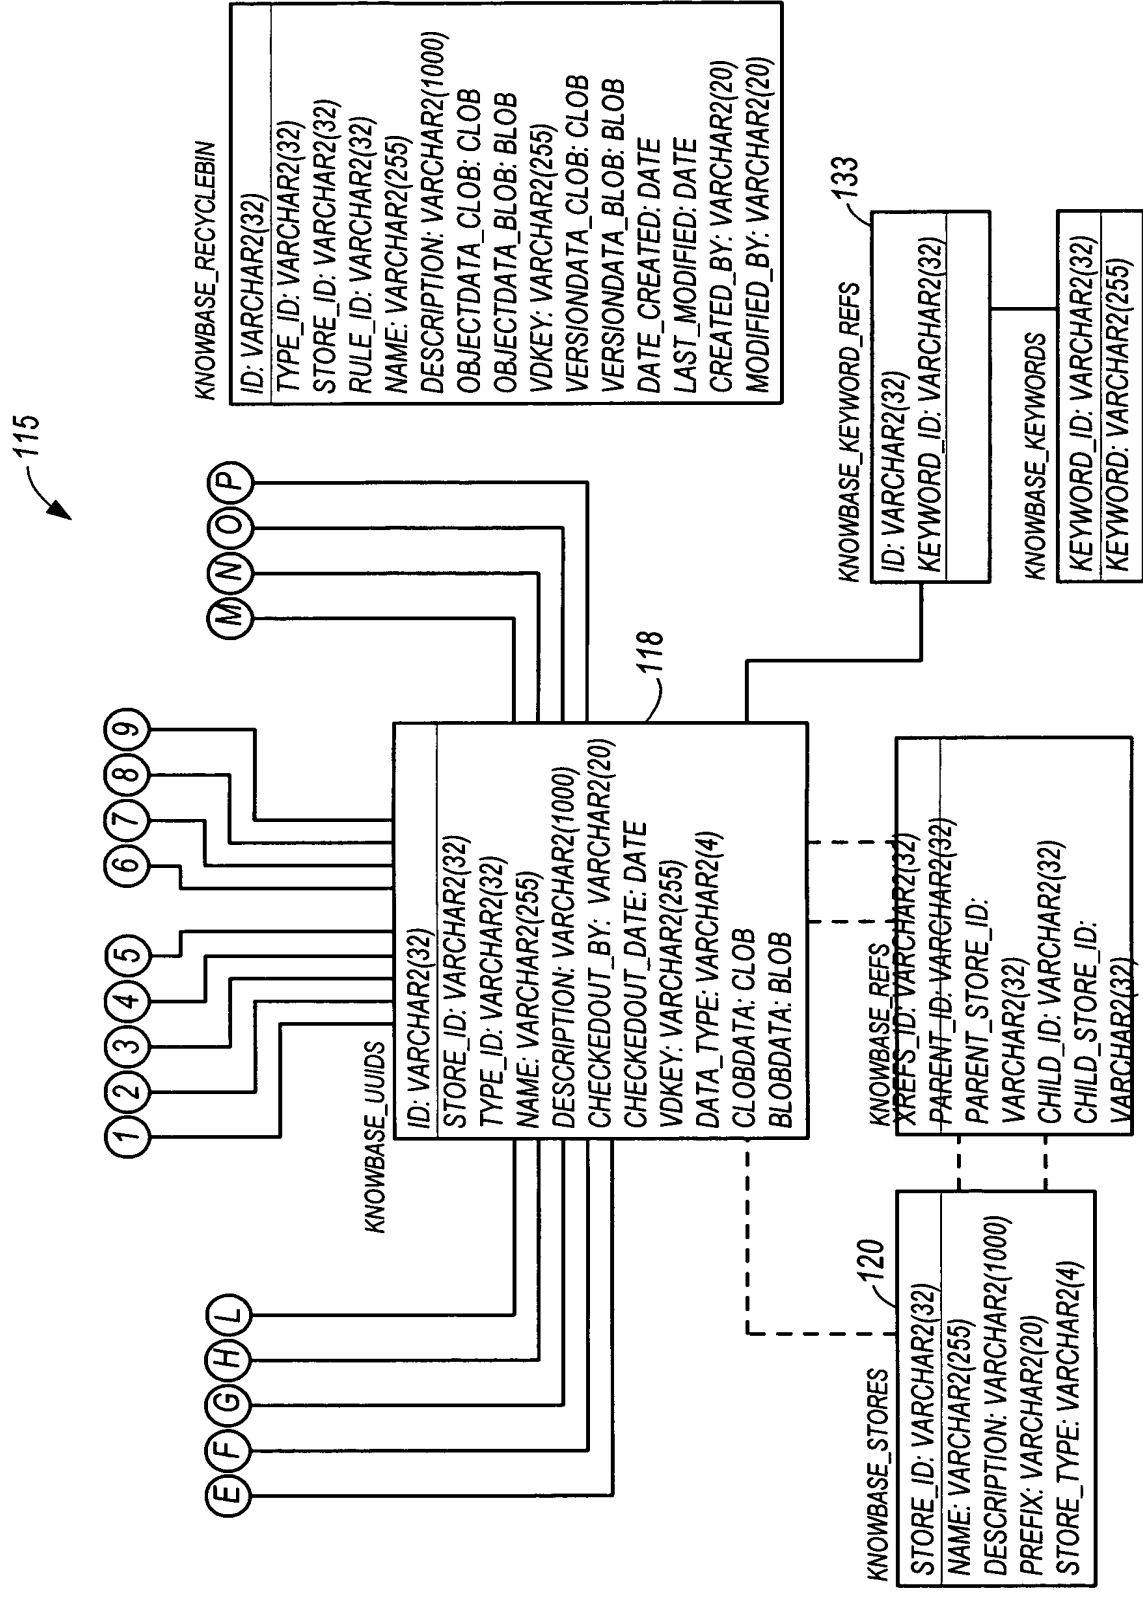 115
1
2
3
4
5
6
7
8
9
E
F
G
H
L
M
N
O
P
KNOWBASE_UUIDS
118
ID: VARCHAR2(32)
STORE_ID: VARCHAR2(32)
TYPE_ID: VARCHAR2(32)
NAME: VARCHAR2(255)
DESCRIPTION: VARCHAR2(1000)
CHECKEDOUT_BY: VARCHAR2(20)
CHECKEDOUT_DATE: DATE
VDKEY: VARCHAR2(255)
DATA_TYPE: VARCHAR2(4)
CLOBDATA: CLOB
BLOBDATA: BLOB
KNOWBASE_RECYCLEBIN
ID: VARCHAR2(32)
TYPE_ID: VARCHAR2(32)
STORE_ID: VARCHAR2(32)
RULE_ID: VARCHAR2(32)
NAME: VARCHAR2(255)
DESCRIPTION: VARCHAR2(1000)
OBJECTDATA_CLOB: CLOB
OBJECTDATA_BLOB: BLOB
VDKEY: VARCHAR2(255)
VERSIONDATA_CLOB: CLOB
VERSIONDATA_BLOB: BLOB
DATE_CREATED: DATE
LAST_MODIFIED: DATE
CREATED_BY: VARCHAR2(20)
MODIFIED_BY: VARCHAR2(20)
KNOWBASE_STORES
120
STORE_ID: VARCHAR2(32)
NAME: VARCHAR2(255)
DESCRIPTION: VARCHAR2(1000)
PREFIX: VARCHAR2(20)
STORE_TYPE: VARCHAR2(4)
KNOWBASE_REFS
XREFS_ID: VARCHAR2(32)
PARENT_ID: VARCHAR2(32)
PARENT_STORE_ID:
VARCHAR2(32)
CHILD_ID: VARCHAR2(32)
CHILD_STORE_ID:
VARCHAR2(32)
KNOWBASE_KEYWORD_REFS
133
ID: VARCHAR2(32)
KEYWORD_ID: VARCHAR2(32)
KNOWBASE_KEYWORDS
KEYWORD_ID: VARCHAR2(32)
KEYWORD: VARCHAR2(255)